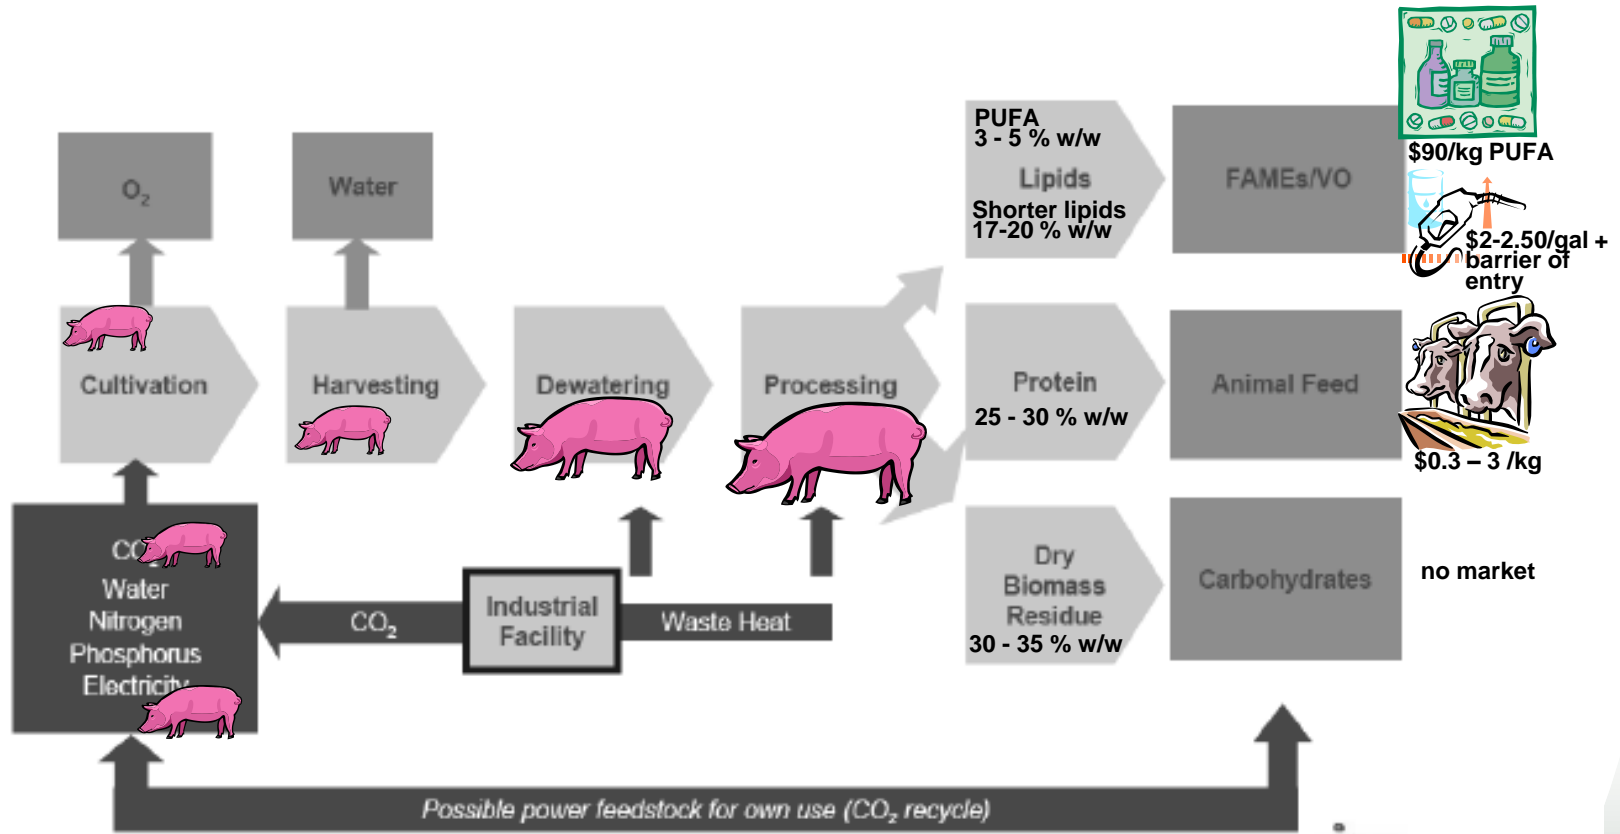 O₂
Water
Cultivation
Harvesting
Dewatering
Processing
PUFA
3 - 5 % w/w
Lipids
Shorter lipids
17-20 % w/w
FAMEs/VO
$90/kg PUFA
$2-2.50/gal +
barrier of
entry
Protein
25 - 30 % w/w
Animal Feed
$0.3 – 3 /kg
Dry
Biomass
Residue
30 - 35 % w/w
Carbohydrates
no market
CO₂
Water
Nitrogen
Phosphorus
Electricity
CO₂
Industrial
Facility
Waste Heat
Possible power feedstock for own use (CO₂ recycle)